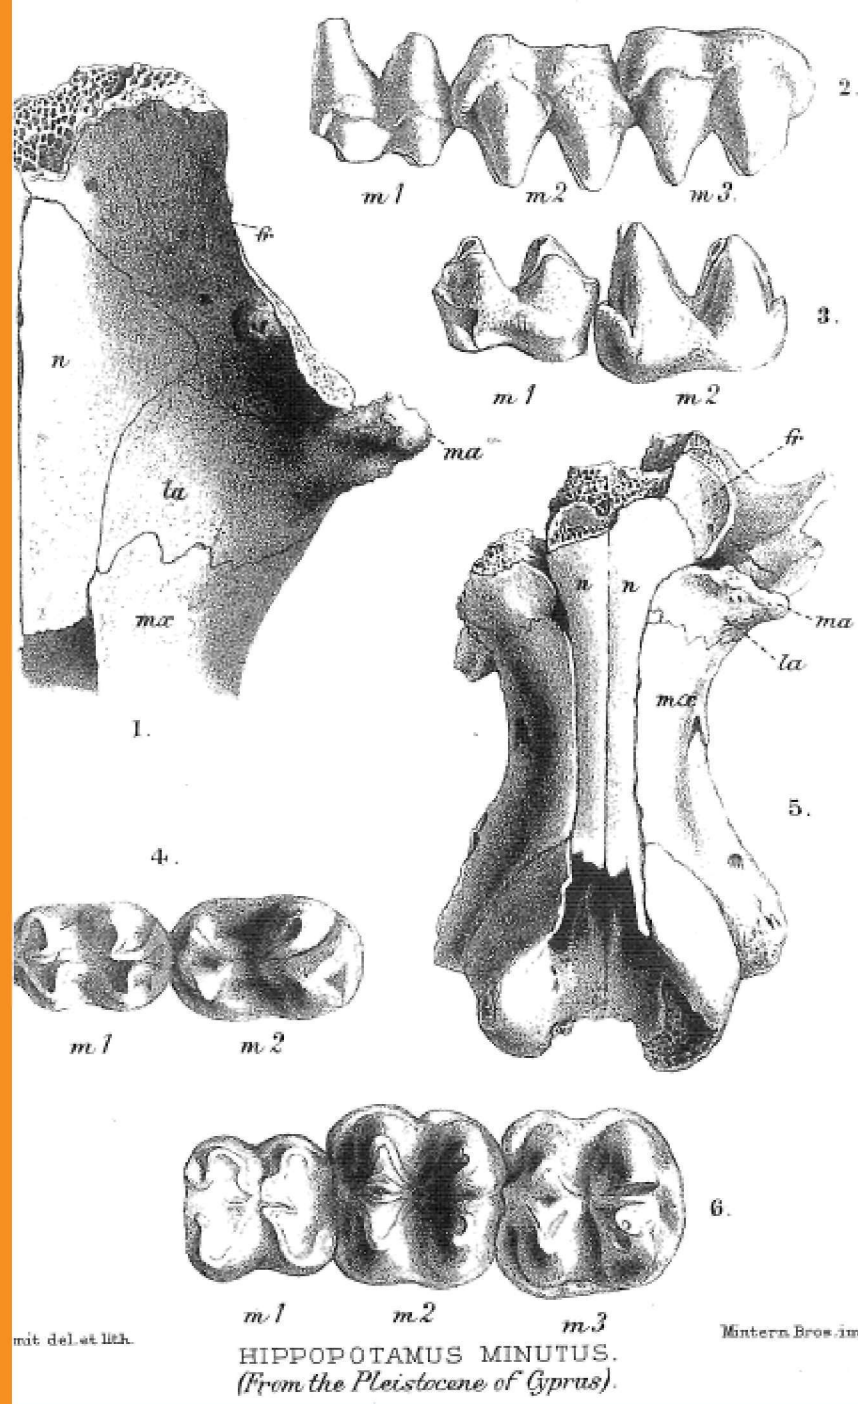 2.
m 1 m 2 m 3.
fr
n
3.
m 1 m 2
ma
fr
la
n n
mx
ma
la
mx
1.
5.
4.
m 1 m 2
6.
m 1 m 2 m 3
mit del. et lith. Mintern Bros. im
HIPPOPOTAMUS MINUTUS.
(From the Pleistocene of Cyprus).